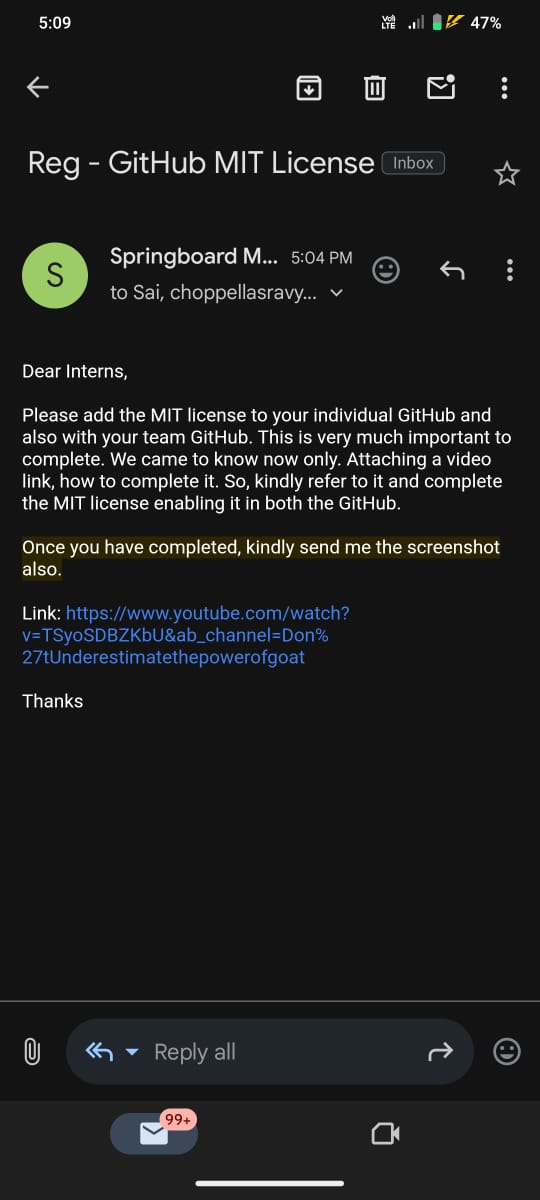 5:09
Vo)) LTE
47%
Reg - GitHub MIT License Inbox
S
Springboard M... 5:04 PM
to Sai, choppellasravy...
Dear Interns,
Please add the MIT license to your individual GitHub and
also with your team GitHub. This is very much important to
complete. We came to know now only. Attaching a video
link, how to complete it. So, kindly refer to it and complete
the MIT license enabling it in both the GitHub.
Once you have completed, kindly send me the screenshot
also.
Link: https://www.youtube.com/watch?
v=TSyoSDBZKbU&ab_channel=Don%
27tUnderestimatethepowerofgoat
Thanks
Reply all
99+